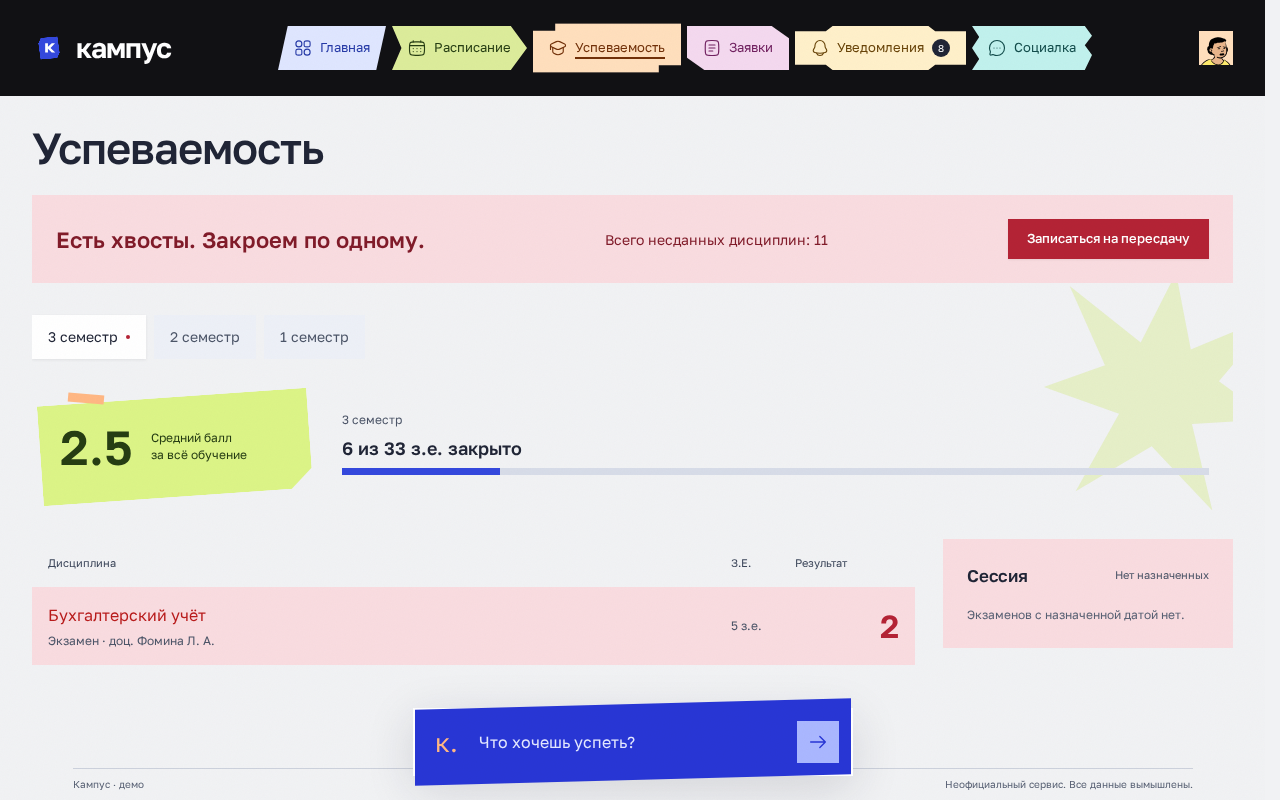 К кампус
Главная
Расписание
Успеваемость
Заявки
Уведомления 8
Социалка
Успеваемость
Есть хвосты. Закроем по одному.
Всего несданных дисциплин: 11
Записаться на пересдачу
3 семестр
2 семестр
1 семестр
2.5
Средний балл
за всё обучение
3 семестр
6 из 33 з.е. закрыто
Дисциплина
З.Е.
Результат
Бухгалтерский учёт
Экзамен · доц. Фомина Л. А.
5 з.е.
2
Сессия
Нет назначенных
Экзаменов с назначенной датой нет.
К.
Что хочешь успеть?
Кампус · демо
Неофициальный сервис. Все данные вымышлены.